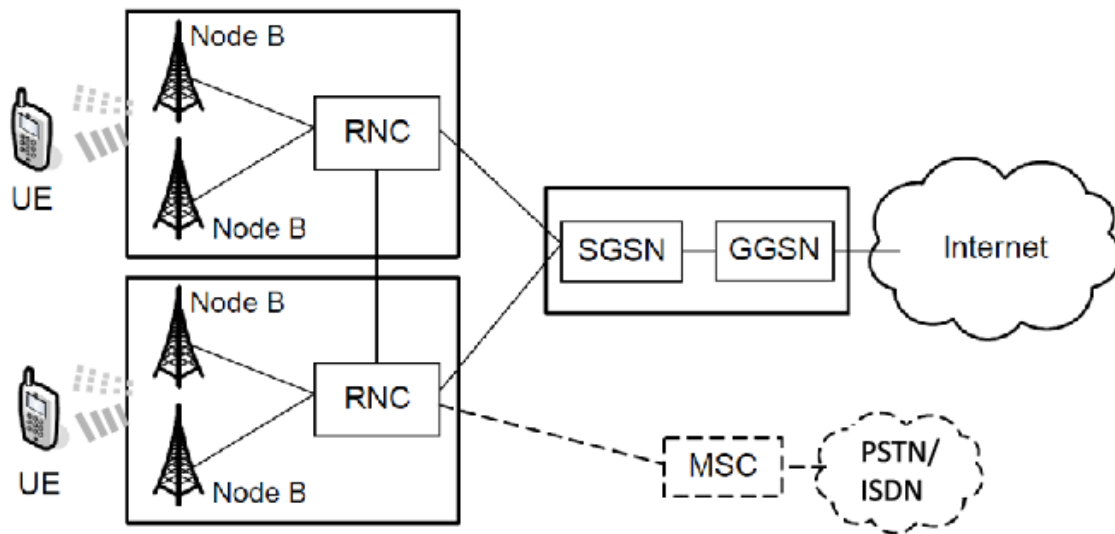 Node B
RNC
UE
Node B
SGSN
GGSN
Internet
Node B
RNC
UE
Node B
MSC
PSTN/
ISDN